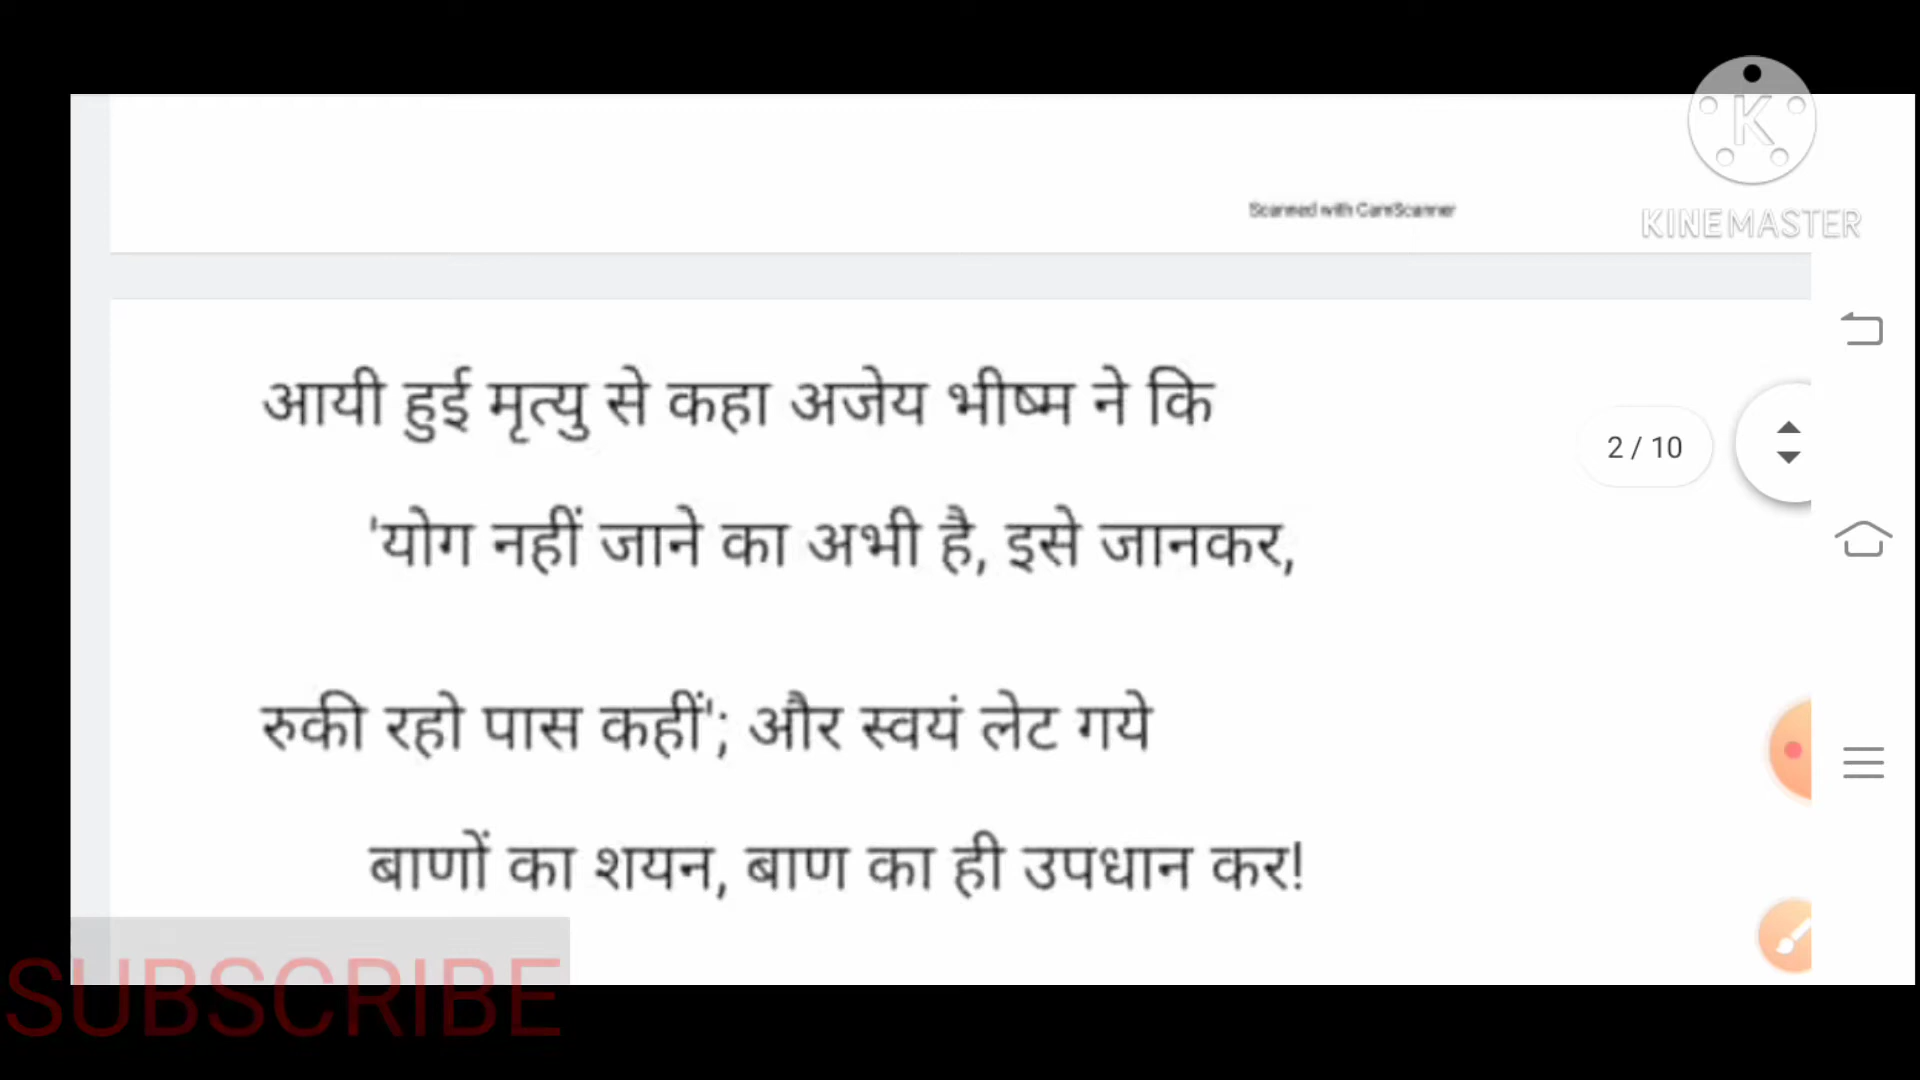 KINEMASTER
Scanned with CamScanner
आयी हुई मृत्यु से कहा अजेय भीष्म ने कि
2 / 10
'योग नहीं जाने का अभी है, इसे जानकर,
रुकी रहो पास कहीं'; और स्वयं लेट गये
बाणों का शयन, बाण का ही उपधान कर!
SUBSCRIBE